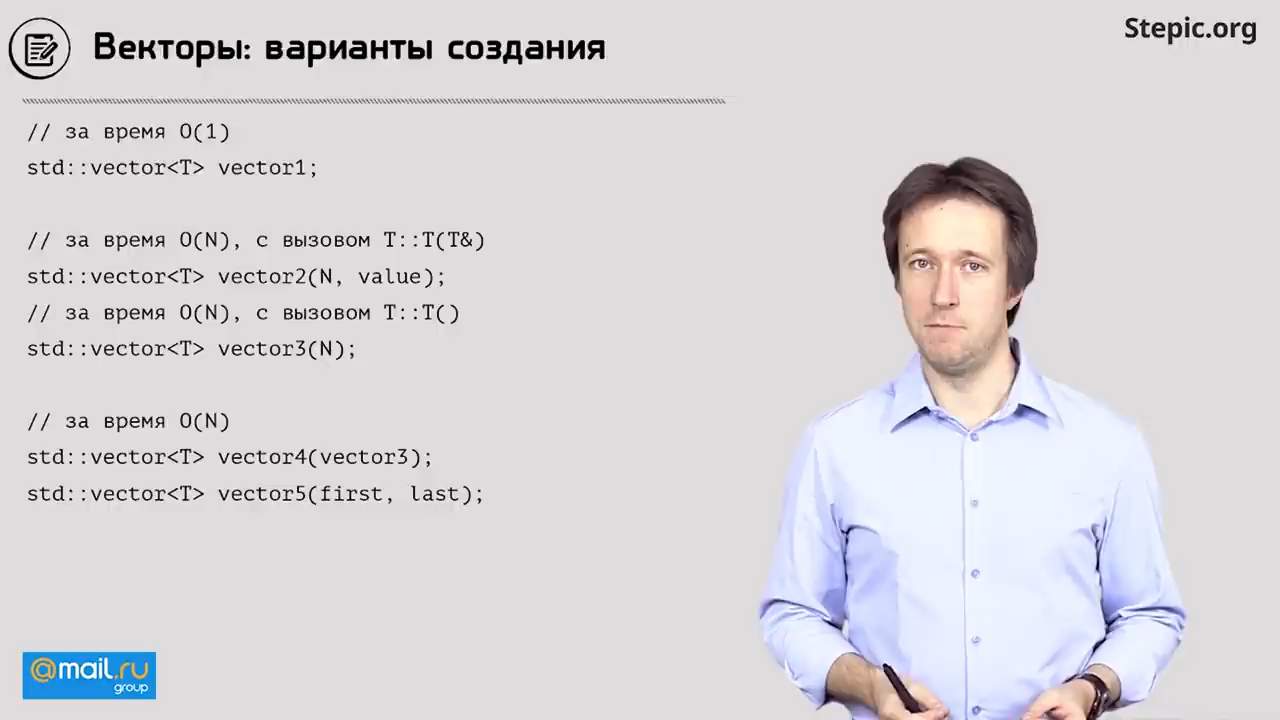 Векторы: варианты создания
Stepic.org
// за время O(1)
std::vector<T> vector1;
// за время O(N), с вызовом T::T(T&)
std::vector<T> vector2(N, value);
// за время O(N), с вызовом T::T()
std::vector<T> vector3(N);
// за время O(N)
std::vector<T> vector4(vector3);
std::vector<T> vector5(first, last);
@mail.ru
group